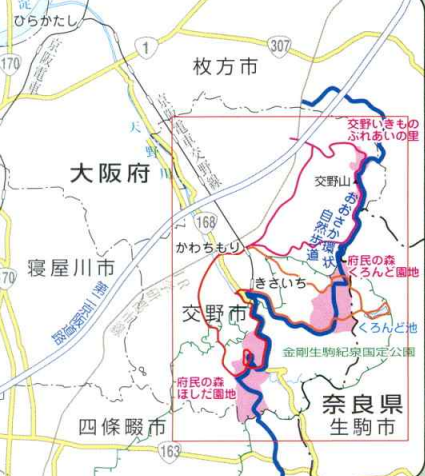 淀
ひらかたし
京阪電車
1
307
170
枚方市
京阪電車交野線
天野川
交野いきもの
ふれあいの里
大阪府
交野山
おおさか環状
自然歩道
168
かわちもり
府民の森
くろんど園地
170
寝屋川市
第二京阪道路
きさいち
交野市
くろんど池
金剛生駒紀泉国定公園
府民の森
ほしだ園地
奈良県
生駒市
四條畷市
163